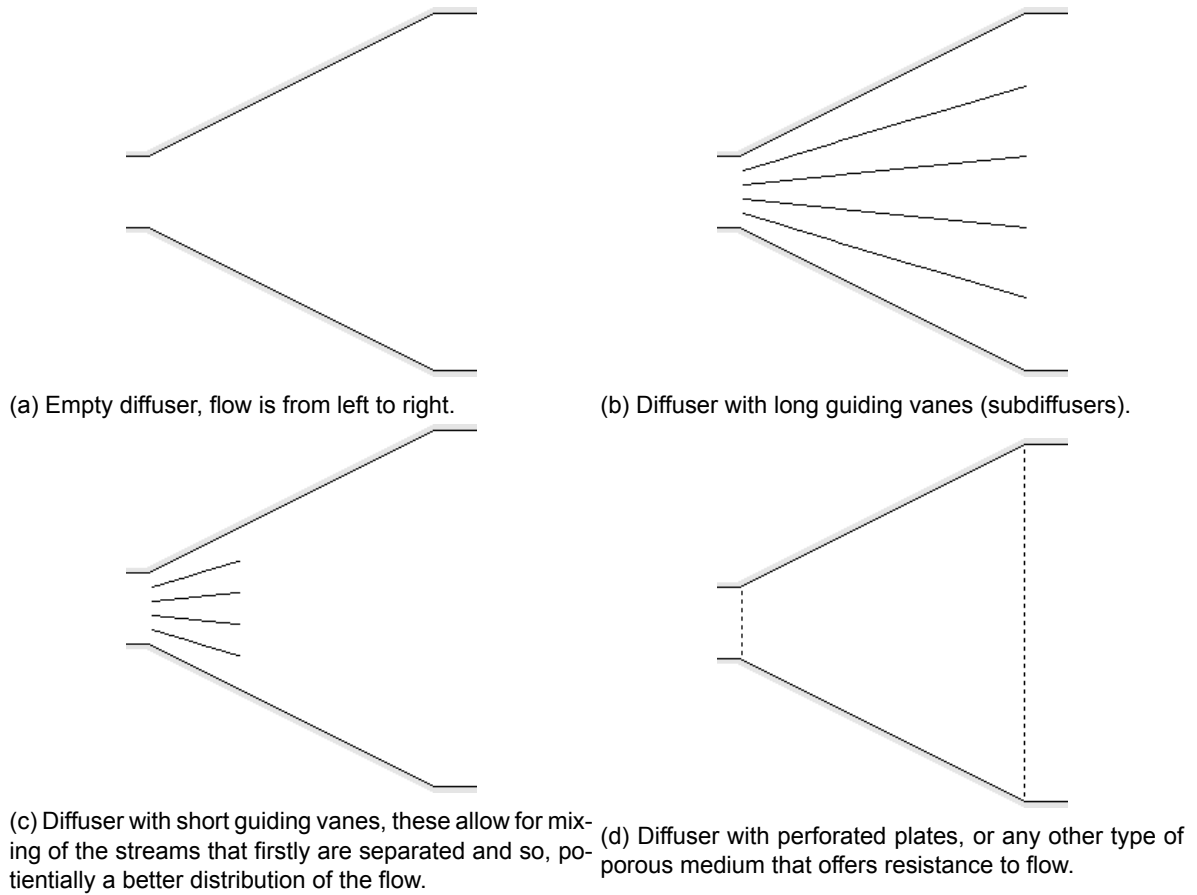 (a) Empty diffuser, flow is from left to right.
(b) Diffuser with long guiding vanes (subdiffusers).
(c) Diffuser with short guiding vanes, these allow for mix-
ing of the streams that firstly are separated and so, po-
tientially a better distribution of the flow.
(d) Diffuser with perforated plates, or any other type of
porous medium that offers resistance to flow.